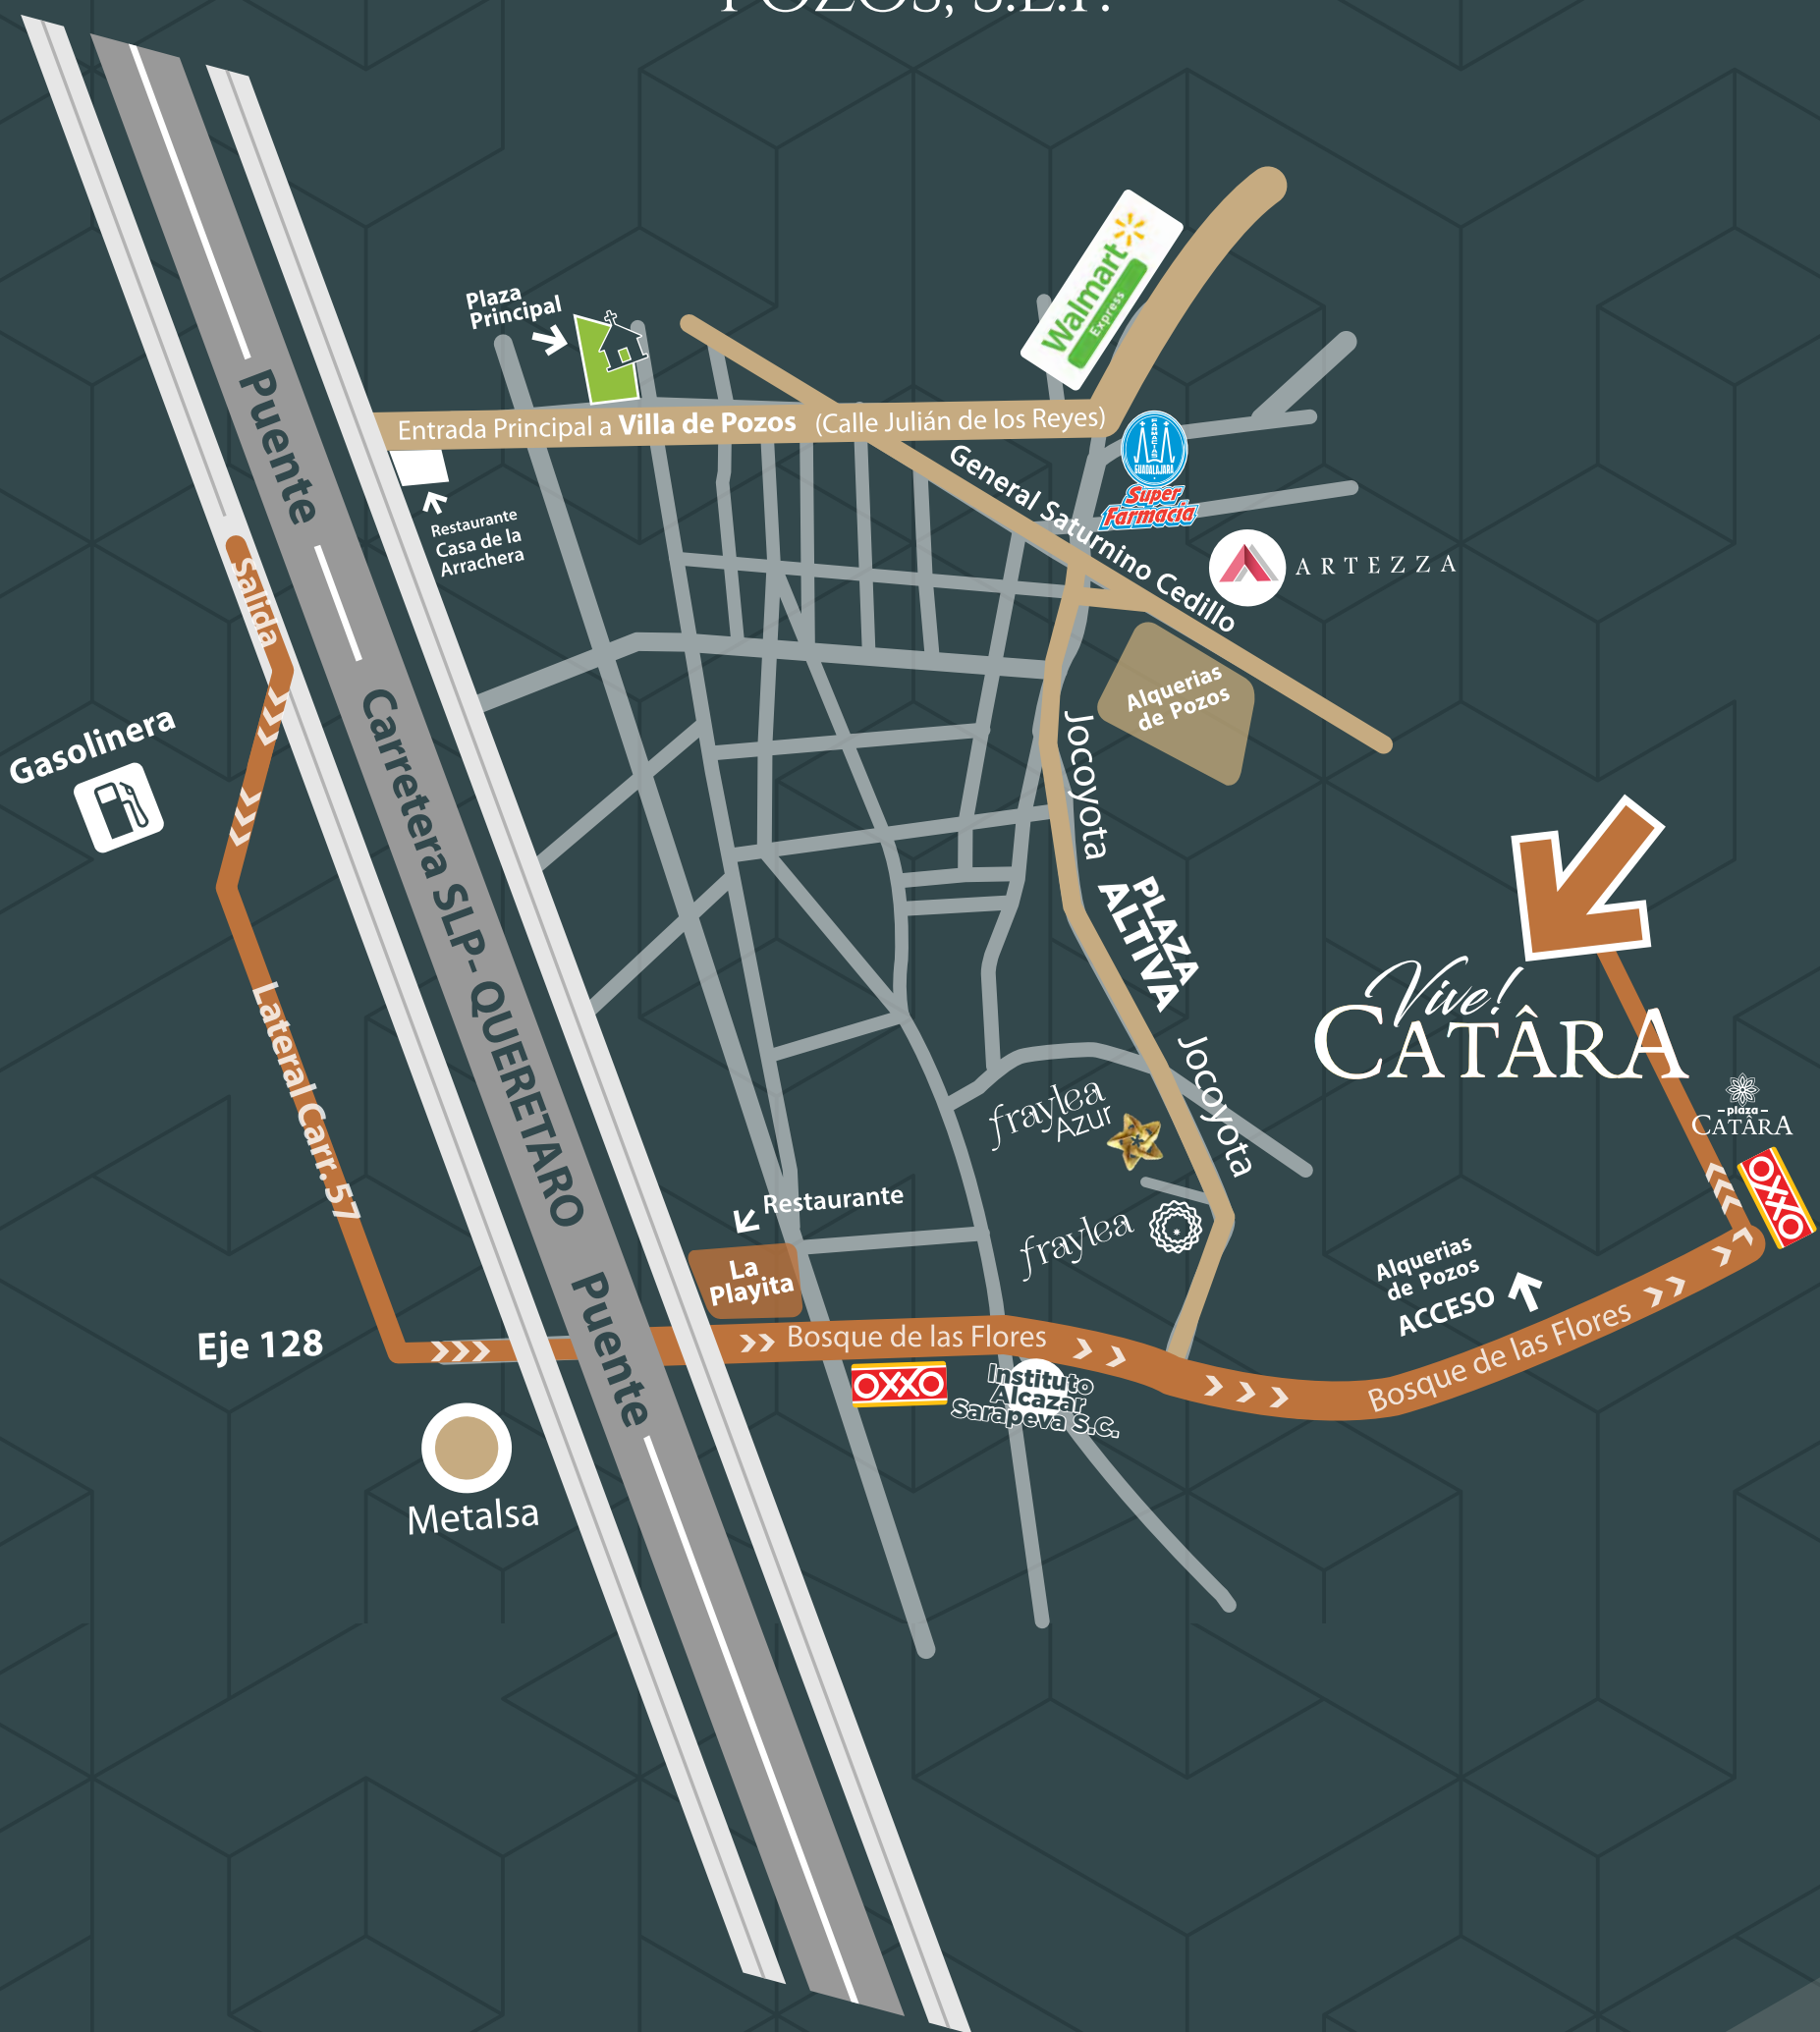 POZOS, S.L.P.
Walmart
Express
Plaza
Principal
Entrada Principal a Villa de Pozos (Calle Julián de los Reyes)
Puente
Restaurante
Casa de la
Arrachera
General Saturnino Cedillo
FARMACIAS
GUADALAJARA
Super
Farmacia
ARTEZZA
Salida
Alquerias
de Pozos
Gasolinera
Carretera SLP-QUERETARO
Jocoyota
PLAZA
ALTIVA
Vive!
CATÂRA
Lateral Carr. 57
Jocoyota
fraylea
Azur
plaza
CATÂRA
OXXO
Restaurante
fraylea
La
Playita
Alquerias
de Pozos
ACCESO
Puente
Eje 128
Bosque de las Flores
Bosque de las Flores
OXXO
Instituto
Alcazar
Sarapeva S.C.
Metalsa